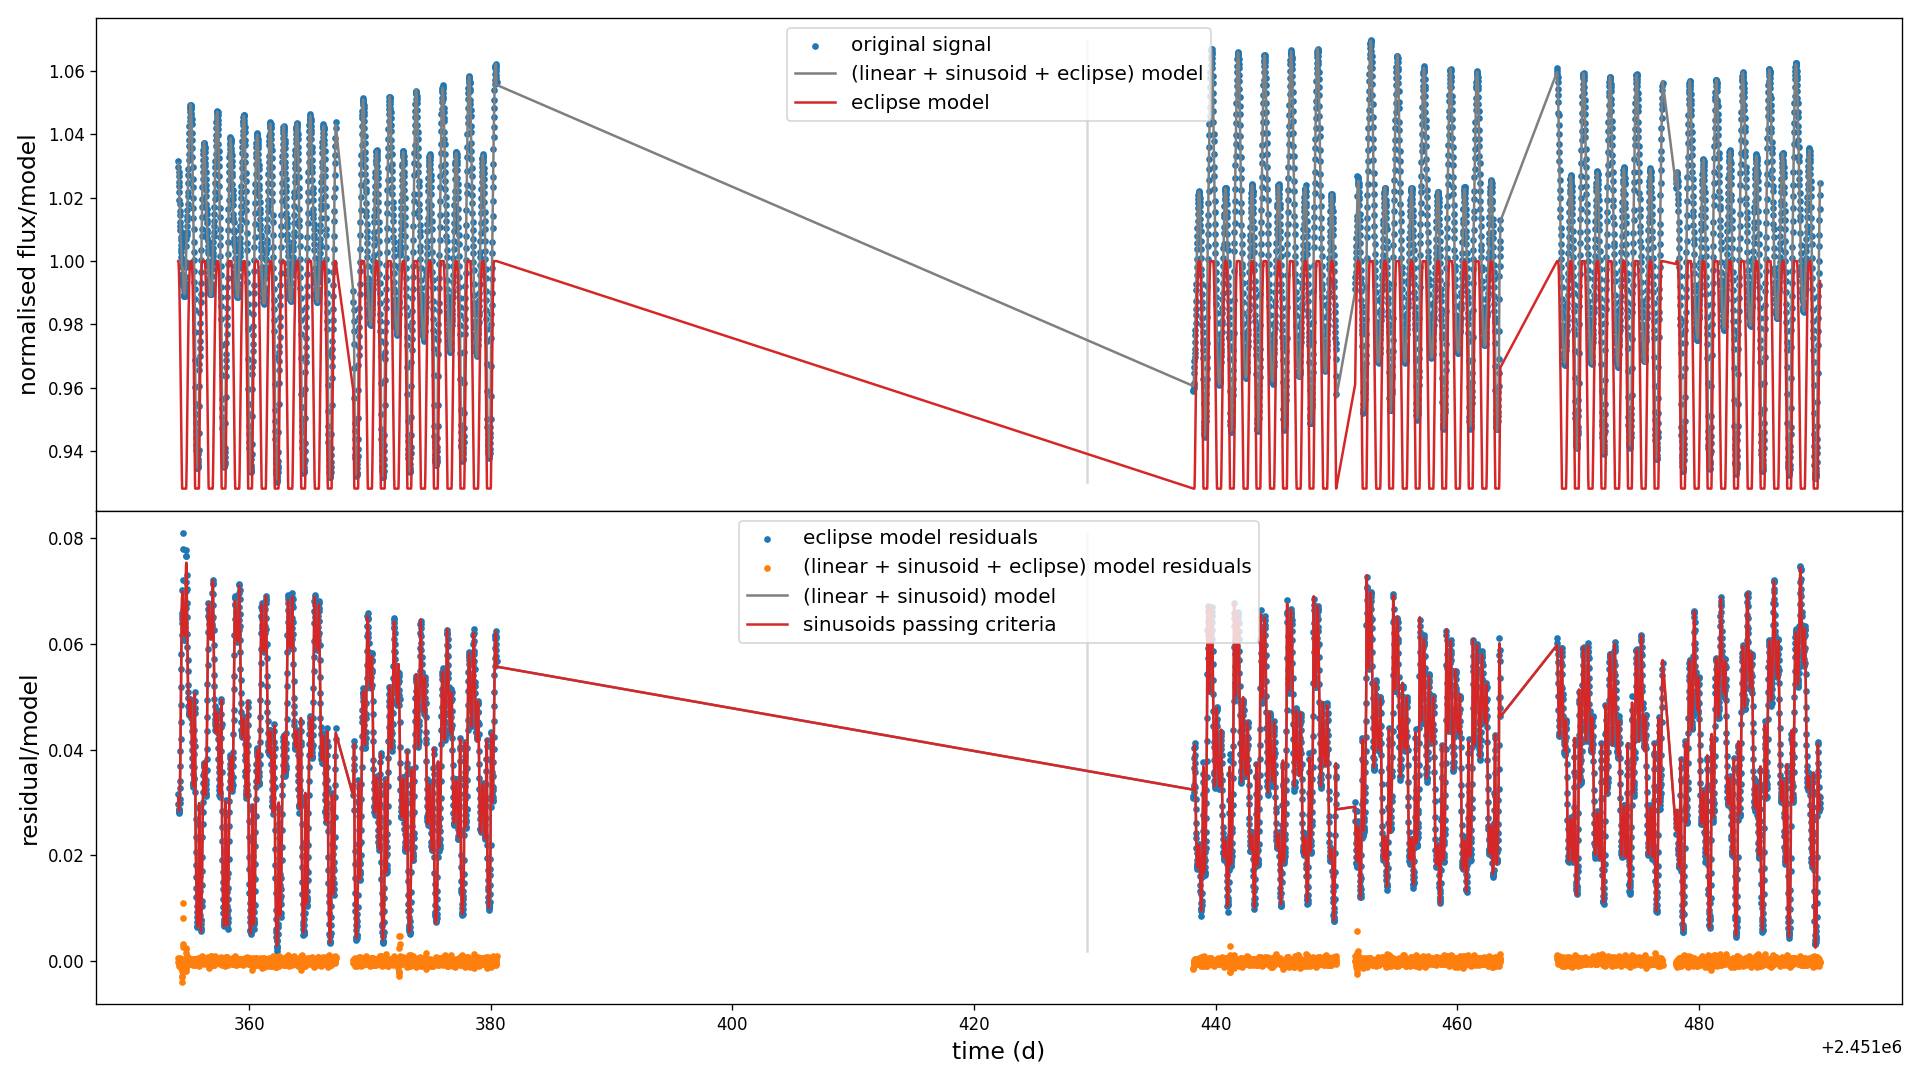 original signal
(linear + sinusoid + eclipse) model
eclipse model
normalised flux/model
1.06
1.04
1.02
1.00
0.98
0.96
0.94
eclipse model residuals
(linear + sinusoid + eclipse) model residuals
(linear + sinusoid) model
sinusoids passing criteria
residual/model
0.08
0.06
0.04
0.02
0.00
360 380 400 420 440 460 480
time (d)
+2.451e6